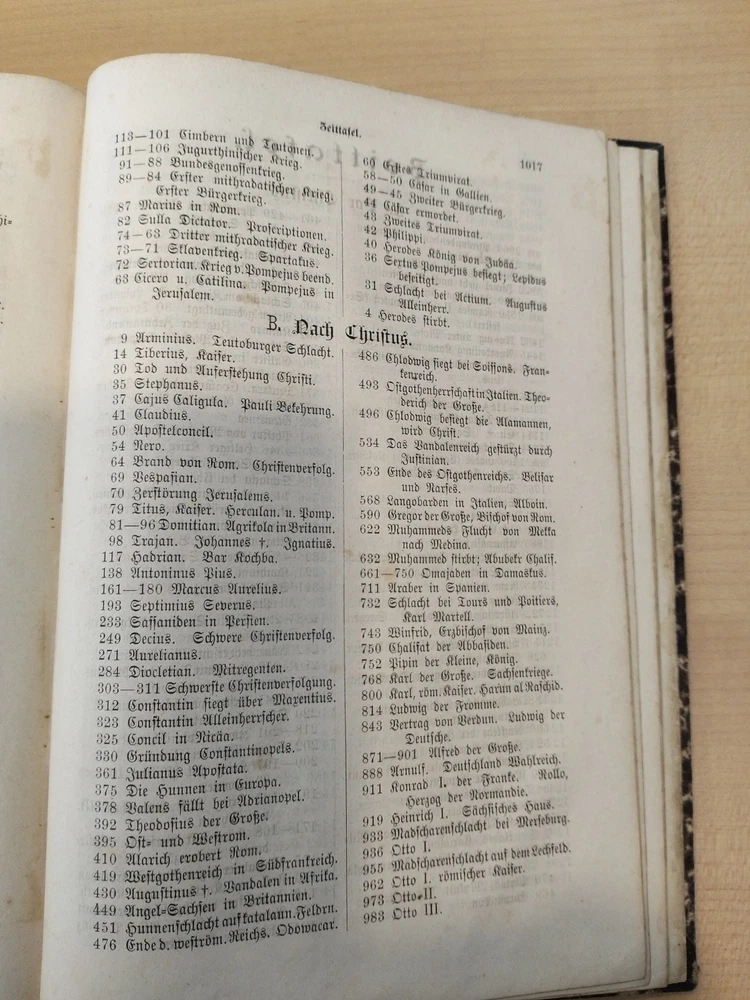 Zeittafel.
1017
113—101 Cimbern und Teutonen.
111—106 Jugurthinischer Krieg.
91—88 Bundesgenossenkrieg.
89—84 Erster mithradatischer Krieg.
Erster Bürgerkrieg.
87 Marius in Rom.
82 Sulla Dictator. Proscriptionen.
74—63 Dritter mithradatischer Krieg.
73—71 Sklavenkrieg. Spartakus.
72 Sertorian. Krieg v. Pompejus beend.
63 Cicero u. Catilina. Pompejus in
Jerusalem.
60 Erstes Triumvirat.
58—50 Cäsar in Gallien.
49—45 Zweiter Bürgerkrieg.
44 Cäsar ermordet.
43 Zweites Triumvirat.
42 Philippi.
40 Herodes König von Judäa.
36 Sextus Pompejus besiegt; Lepidus
beseitigt.
31 Schlacht bei Actium. Augustus
Alleinherr.
4 Herodes stirbt.
B. Nach Christus.
9 Arminius. Teutoburger Schlacht.
14 Tiberius, Kaiser.
30 Tod und Auferstehung Christi.
35 Stephanus.
37 Cajus Caligula. Pauli Bekehrung.
41 Claudius.
50 Apostelconcil.
54 Nero.
64 Brand von Rom. Christenverfolg.
69 Vespasian.
70 Zerstörung Jerusalems.
79 Titus, Kaiser. Herculan. u. Pomp.
81—96 Domitian. Agrikola in Britann.
98 Trajan. Johannes †. Ignatius.
117 Hadrian. Bar Kochba.
138 Antoninus Pius.
161—180 Marcus Aurelius.
193 Septimius Severus.
233 Sassaniden in Persien.
249 Decius. Schwere Christenverfolg.
271 Aurelianus.
284 Diocletian. Mitregenten.
303—311 Schwerste Christenverfolgung.
312 Constantin siegt über Maxentius.
323 Constantin Alleinherrscher.
325 Concil in Nicäa.
330 Gründung Constantinopels.
361 Julianus Apostata.
375 Die Hunnen in Europa.
378 Valens fällt bei Adrianopel.
392 Theodosius der Große.
395 Ost- und Westrom.
410 Alarich erobert Rom.
419 Westgothenreich in Südfrankreich.
430 Augustinus †. Vandalen in Afrika.
449 Angel-Sachsen in Britannien.
451 Hunnenschlacht auf katalaun. Feldrn.
476 Ende d. weström. Reichs. Odowacar.
486 Chlodwig siegt bei Soissons. Fran-
kenreich.
493 Ostgothenherrschaft in Italien. Theo-
derich der Große.
496 Chlodwig besiegt die Alamannen,
wird Christ.
534 Das Vandalenreich gestürzt durch
Justinian.
553 Ende des Ostgothenreichs. Belisar
und Narses.
568 Langobarden in Italien, Alboin.
590 Gregor der Große, Bischof von Rom.
622 Muhammeds Flucht von Mekka
nach Medina.
632 Muhammed stirbt; Abubekr Chalif.
661—750 Omajaden in Damaskus.
711 Araber in Spanien.
732 Schlacht bei Tours und Poitiers,
Karl Martell.
743 Winfrid, Erzbischof von Mainz.
750 Chalifat der Abbasiden.
752 Pipin der Kleine, König.
768 Karl der Große. Sachsenkriege.
800 Karl, röm. Kaiser. Harun al Raschid.
814 Ludwig der Fromme.
843 Vertrag von Verdun. Ludwig der
Deutsche.
871—901 Alfred der Große.
888 Arnulf. Deutschland Wahlreich.
911 Konrad I. der Franke. Rollo,
Herzog der Normandie.
919 Heinrich I. Sächsisches Haus.
933 Madscharenschlacht bei Merseburg.
936 Otto I.
955 Madscharenschlacht auf dem Lechfeld.
962 Otto I. römischer Kaiser.
973 Otto II.
983 Otto III.